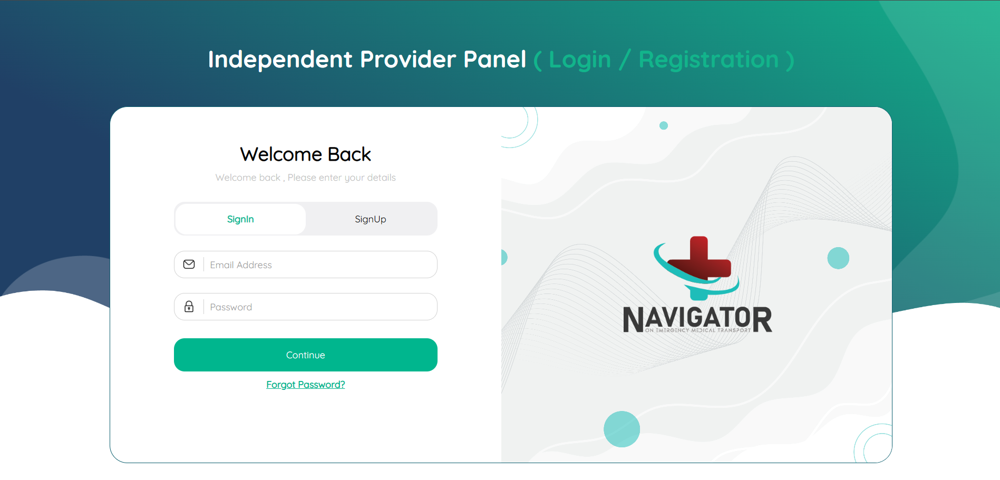 Independent Provider Panel ( Login / Registration )
Welcome Back
Welcome back , Please enter your details
SignIn
SignUp
Email Address
Password
Continue
Forgot Password?
NAVIGATOR
ON EMERGENCY MEDICAL TRANSPORT